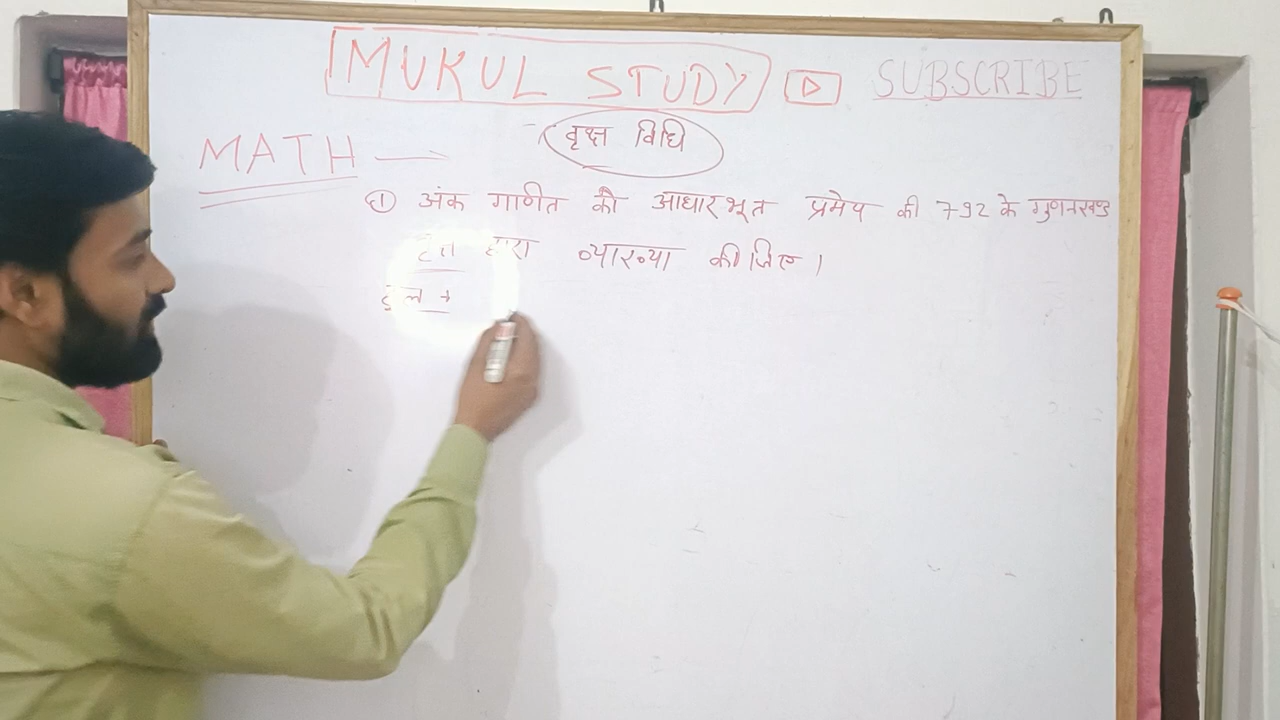 MUKUL STUDY SUBSCRIBE
वृक्ष विधि
MATH —
① अंक गणित की आधारभूत प्रमेय की 792 के गुणनखण्ड
द्वारा व्याख्या कीजिए।
हल →